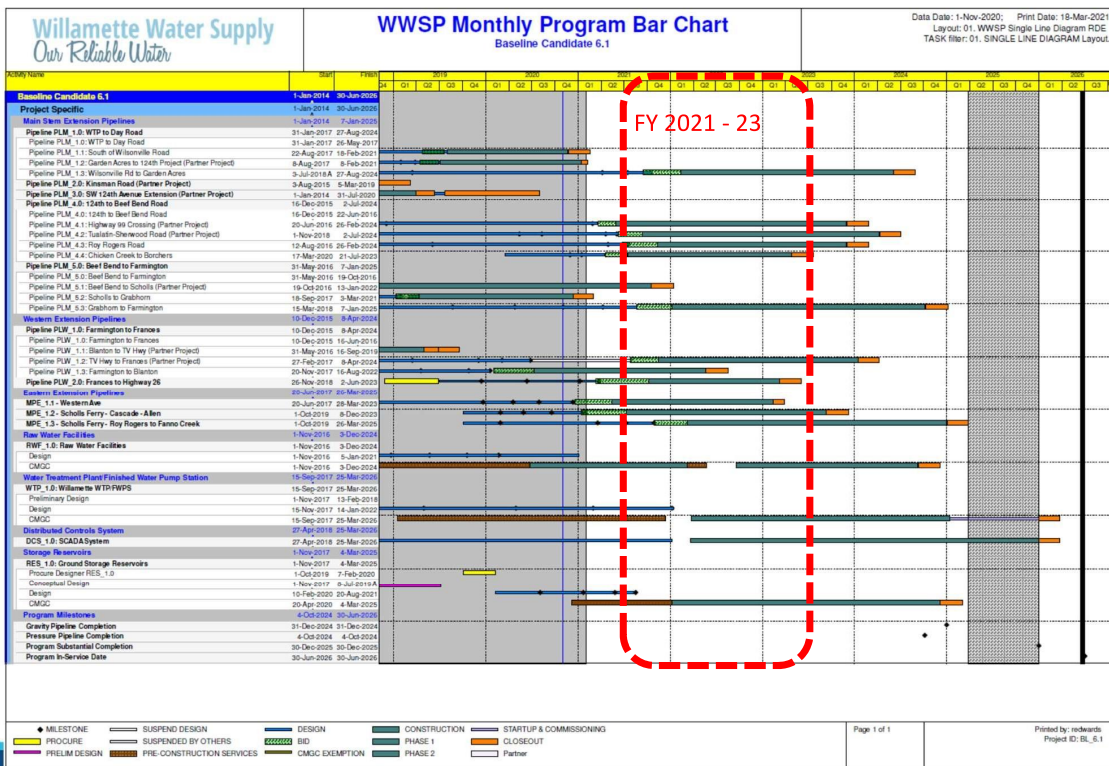 Willamette Water Supply
Our Reliable Water
WWSP Monthly Program Bar Chart
Baseline Candidate 6.1
Data Date: 1-Nov-2020; Print Date: 18-Mar-2021
Layout: 01. WWSP Single Line Diagram RDE
TASK filter: 01. SINGLE LINE DIAGRAM Layout.
Activity Name Start Finish 2019 2020 2021 2023 2024 2025 2026
Q4 Q1 Q2 Q3 Q4 Q1 Q2 Q3 Q4 Q1 Q2 Q3 Q4 Q1 Q2 Q3 Q4 Q1 Q2 Q3 Q4 Q1 Q2 Q3 Q4 Q1 Q2 Q3 Q4 Q1 Q2 Q3
Baseline Candidate 6.1 1-Jan-2014 30-Jun-2026
Project Specific 1-Jan-2014 30-Jun-2026
Main Stem Extension Pipelines 1-Jan-2014 7-Jan-2025
FY 2021 - 23
Pipeline PLM_1.0: WTP to Day Road 31-Jan-2017 27-Aug-2024
Pipeline PLM_1.0: WTP to Day Road 31-Jan-2017 26-May-2017
Pipeline PLM_1.1: South of Wilsonville Road 22-Aug-2017 18-Feb-2021
Pipeline PLM_1.2: Garden Acres to 124th Project (Partner Project) 8-Aug-2017 8-Feb-2021
Pipeline PLM_1.3: Wilsonville Rd to Garden Acres 3-Jul-2018A 27-Aug-2024
Pipeline PLM_2.0: Kinsman Road (Partner Project) 3-Aug-2015 5-Mar-2019
Pipeline PLM_3.0: SW 124th Avenue Extension (Partner Project) 1-Jan-2014 31-Jul-2020
Pipeline PLM_4.0: 124th to Beef Bend Road 16-Dec-2015 2-Jul-2024
Pipeline PLM_4.0: 124th to Beef Bend Road 16-Dec-2015 22-Jun-2016
Pipeline PLM_4.1: Highway 99 Crossing (Partner Project) 20-Jun-2016 26-Feb-2024
Pipeline PLM_4.2: Tualatin-Sherwood Road (Partner Project) 1-Nov-2018 2-Jul-2024
Pipeline PLM_4.3: Roy Rogers Road 12-Aug-2016 26-Feb-2024
Pipeline PLM_4.4: Chicken Creek to Borchers 17-Mar-2020 21-Jul-2023
Pipeline PLM_5.0: Beef Bend to Farmington 31-May-2016 7-Jan-2025
Pipeline PLM_5.0: Beef Bend to Farmington 31-May-2016 19-Oct-2016
Pipeline PLM_5.1: Beef Bend to Scholls (Partner Project) 19-Oct-2016 13-Jan-2022
Pipeline PLM_5.2: Scholls to Grabhorn 18-Sep-2017 3-Mar-2021
Pipeline PLM_5.3: Grabhorn to Farmington 15-Mar-2018 7-Jan-2025
Western Extension Pipelines 10-Dec-2015 8-Apr-2024
Pipeline PLW_1.0: Farmington to Frances 10-Dec-2015 8-Apr-2024
Pipeline PLW_1.0: Farmington to Frances 10-Dec-2015 16-Jun-2016
Pipeline PLW_1.1: Blanton to TV Hwy (Partner Project) 31-May-2016 16-Sep-2019
Pipeline PLW_1.2: TV Hwy to Frances (Partner Project) 27-Feb-2017 8-Apr-2024
Pipeline PLW_1.3: Farmington to Blanton 20-Nov-2017 16-Aug-2022
Pipeline PLW_2.0: Frances to Highway 26 26-Nov-2018 2-Jun-2023
Eastern Extension Pipelines 20-Jun-2017 26-Mar-2025
MPE_1.1 - Western Ave 20-Jun-2017 28-Mar-2023
MPE_1.2 - Scholls Ferry - Cascade - Allen 1-Oct-2019 8-Dec-2023
MPE_1.3 - Scholls Ferry - Roy Rogers to Fanno Creek 1-Oct-2019 26-Mar-2025
Raw Water Facilities 1-Nov-2016 3-Dec-2024
RWF_1.0: Raw Water Facilities 1-Nov-2016 3-Dec-2024
Design 1-Nov-2016 5-Jan-2021
CMGC 1-Nov-2016 3-Dec-2024
Water Treatment Plant/Finished Water Pump Station 15-Sep-2017 25-Mar-2026
WTP_1.0: Willamette WTP/FWPS 15-Sep-2017 25-Mar-2026
Preliminary Design 1-Nov-2017 13-Feb-2018
Design 15-Nov-2017 14-Jan-2022
CMGC 15-Sep-2017 25-Mar-2026
Distributed Controls System 27-Apr-2018 25-Mar-2026
DCS_1.0: SCADA System 27-Apr-2018 25-Mar-2026
Storage Reservoirs 1-Nov-2017 4-Mar-2025
RES_1.0: Ground Storage Reservoirs 1-Nov-2017 4-Mar-2025
Procure Designer RES_1.0 1-Oct-2019 7-Feb-2020
Conceptual Design 1-Nov-2017 8-Jul-2019 A
Design 10-Feb-2020 20-Aug-2021
CMGC 20-Apr-2020 4-Mar-2025
Program Milestones 4-Oct-2024 30-Jun-2026
Gravity Pipeline Completion 31-Dec-2024 31-Dec-2024
Pressure Pipeline Completion 4-Oct-2024 4-Oct-2024
Program Substantial Completion 30-Dec-2025 30-Dec-2025
Program In-Service Date 30-Jun-2026 30-Jun-2026
MILESTONE SUSPEND DESIGN DESIGN CONSTRUCTION STARTUP & COMMISSIONING
PROCURE SUSPENDED BY OTHERS BID PHASE 1 CLOSEOUT
PRELIM DESIGN PRE-CONSTRUCTION SERVICES CMGC EXEMPTION PHASE 2 Partner
Page 1 of 1
Printed by: redwards
Project ID: BL_6.1